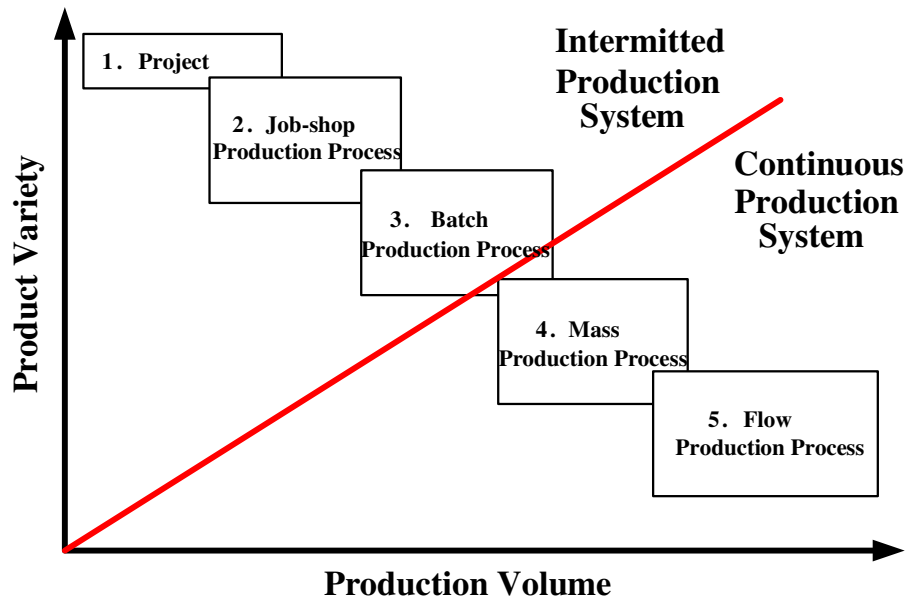 1. Project
2. Job-shop
Production Process
3. Batch
Production Process
4. Mass
Production Process
5. Flow
Production Process
Intermitted
Production
System
Continuous
Production
System
Product Variety
Production Volume